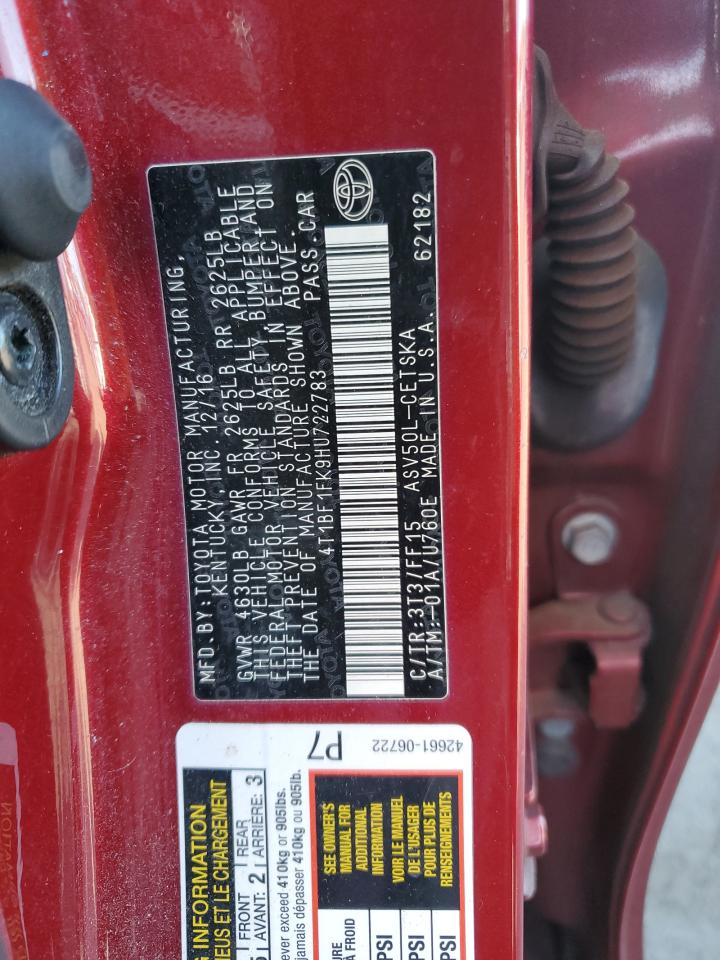 MFD.BY:TOYOTA MOTOR MANUFACTURING,
KENTUCKY,INC. 12/16
GVWR 4630LB GAWR FR 2625LB RR 2625LB
THIS VEHICLE CONFORMS TO ALL APPLICABLE
FEDERAL MOTOR VEHICLE SAFETY, BUMPER, AND
THEFT PREVENTION STANDARDS IN EFFECT ON
THE DATE OF MANUFACTURE SHOWN ABOVE.
4T1BF1FK9HU722783 PASS.CAR
C/TR:3T3/FF15 ASV50L-CETSKA
A/TM:-01A/U760E MADE IN U.S.A. 62182
P7 42661-06722
INFORMATION
ET LE CHARGEMENT
FRONT 2 REAR 3
AVANT: ARRIÈRE:
exceed 410kg or 905lbs.
jamais dépasser 410kg ou 905lb.
SEE OWNER'S
MANUAL FOR
ADDITIONAL
INFORMATION
VOIR LE MANUEL
DE L'USAGER
POUR PLUS DE
RENSEIGNEMENTS
À FROID
PSI
PSI
PSI